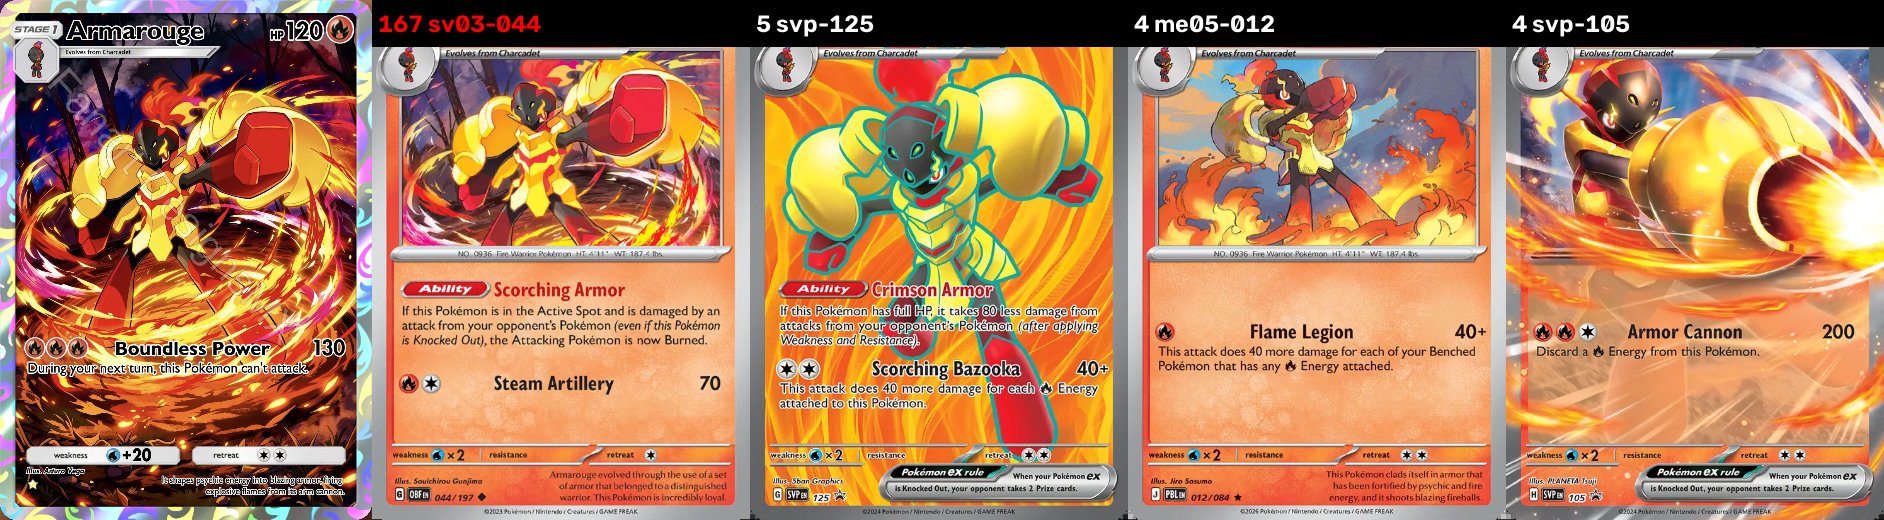 STAGE 1
Armarouge
HP 120
Evolves from Charcadet
Boundless Power 130
During your next turn, this Pokémon can't attack.
weakness +20
retreat
Illus.
It shapes psychic energy into blazing armor, firing
explosive flames from its arm cannon.
167 sv03-044
Evolves from Charcadet
NO. 0936 Fire Warrior Pokémon HT: 4'11" WT: 187.4 lbs.
Ability Scorching Armor
If this Pokémon is in the Active Spot and is damaged by an
attack from your opponent's Pokémon (even if this Pokémon
is Knocked Out), the Attacking Pokémon is now Burned.
Steam Artillery 70
weakness ×2 resistance retreat
Illus. Souichirou Gunjima
G OBF EN 044/197
Armarouge evolved through the use of a set
of armor that belonged to a distinguished
warrior. This Pokémon is incredibly loyal.
©2023 Pokémon / Nintendo / Creatures / GAME FREAK
5 svp-125
Evolves from Charcadet
Ability Crimson Armor
If this Pokémon has full HP, it takes 80 less damage from
attacks from your opponent's Pokémon (after applying
Weakness and Resistance).
Scorching Bazooka 40+
This attack does 40 more damage for each Energy
attached to this Pokémon.
weakness ×2 resistance retreat
Illus. 5ban Graphics
G SVP EN 125
Pokémon ex rule
When your Pokémon ex
is Knocked Out, your opponent takes 2 Prize cards.
©2024 Pokémon / Nintendo / Creatures / GAME FREAK
4 me05-012
Evolves from Charcadet
NO. 0936 Fire Warrior Pokémon HT: 4'11" WT: 187.4 lbs.
Flame Legion 40+
This attack does 40 more damage for each of your Benched
Pokémon that has any Energy attached.
weakness ×2 resistance retreat
Illus. Jiro Sasumo
J PBL EN 012/084
This Pokémon clads itself in armor that
has been fortified by psychic and fire
energy, and it shoots blazing fireballs.
©2026 Pokémon / Nintendo / Creatures / GAME FREAK
4 svp-105
Evolves from Charcadet
Armor Cannon 200
Discard a Energy from this Pokémon.
weakness ×2 resistance retreat
Illus. PLANETA Tsuji
H SVP EN 105
Pokémon ex rule
When your Pokémon ex
is Knocked Out, your opponent takes 2 Prize cards.
©2024 Pokémon / Nintendo / Creatures / GAME FREAK